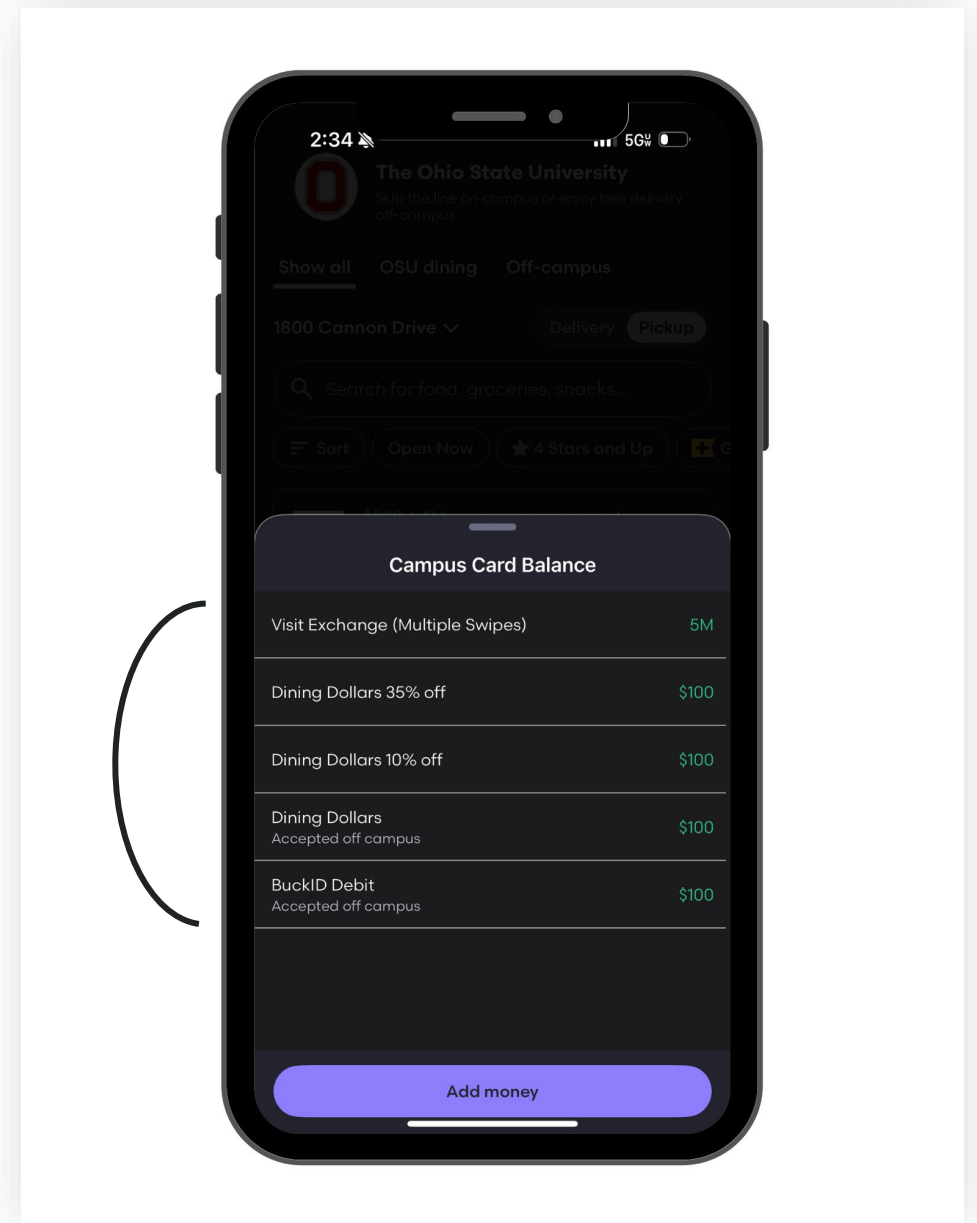 2:34
5G UW
The Ohio State University
Skip the line on campus or enjoy free delivery
off-campus
Show all OSU dining Off-campus
1800 Cannon Drive
Delivery Pickup
Search for food, groceries, snacks...
Sort Open Now 4 Stars and Up G
Campus Card Balance
Visit Exchange (Multiple Swipes) 5M
Dining Dollars 35% off $100
Dining Dollars 10% off $100
Dining Dollars
Accepted off campus
$100
BuckID Debit
Accepted off campus
$100
Add money